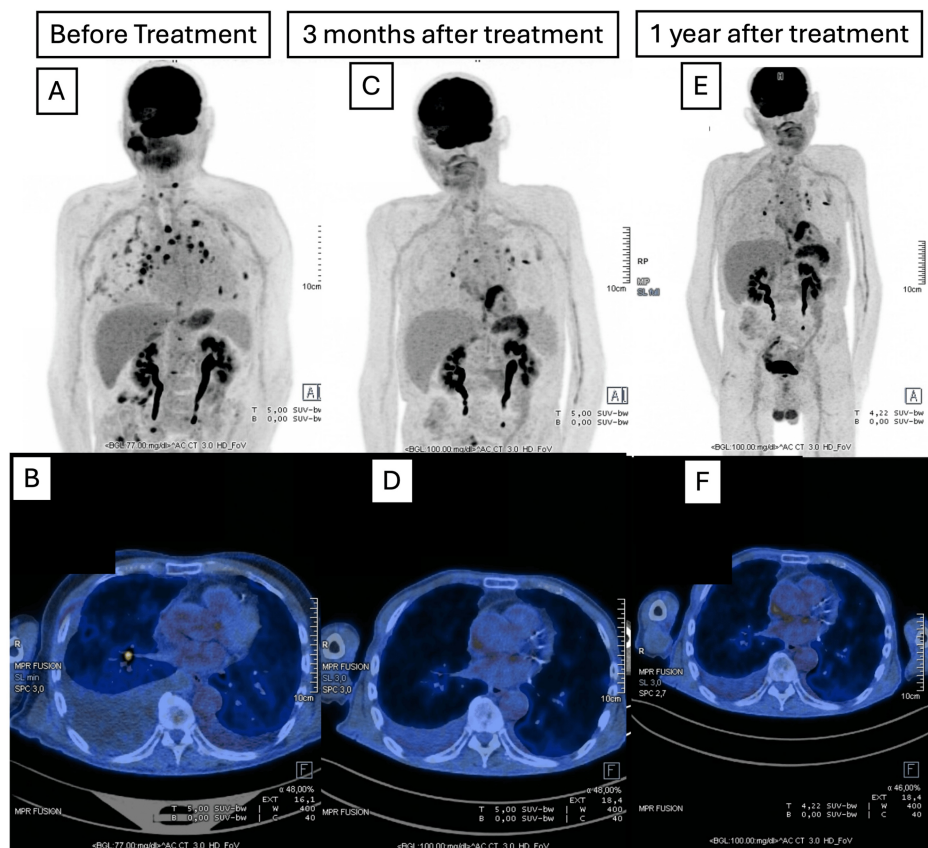 Before Treatment
3 months after treatment
1 year after treatment
A
C
E
10cm
A
T 5,00 SUV-bw
B 0,00 SUV-bw
<BGL:77.00 mg/dl>^AC CT 3.0 HD_FoV
RP
MP
SL full
10cm
A
T 5,00 SUV-bw
B 0,00 SUV-bw
<BGL:100.00 mg/dl>^AC CT 3.0 HD_FoV
H
10cm
A
T 4,22 SUV-bw
B 0,00 SUV-bw
<BGL:100.00 mg/dl>^AC CT 3.0 HD_FoV
B
D
F
R
MPR FUSION
SL min
SPC 3,0
10cm
F
α 48,00%
EXT 16,1
T 5,00 SUV-bw | W 400
B 0,00 SUV-bw | C 40
MPR FUSION
<BGL:77.00 mg/dl>^AC CT 3.0 HD_FoV
R
MPR FUSION
SL 3,0
SPC 3,0
10cm
F
α 48,00%
EXT 18,4
T 5,00 SUV-bw | W 400
B 0,00 SUV-bw | C 40
MPR FUSION
<BGL:100.00 mg/dl>^AC CT 3.0 HD_FoV
R
MPR FUSION
SL 3,0
SPC 2,7
10cm
F
α 46,00%
EXT 18,4
T 4,22 SUV-bw | W 400
B 0,00 SUV-bw | C 40
MPR FUSION
<BGL:100.00 mg/dl>^AC CT 3.0 HD_FoV